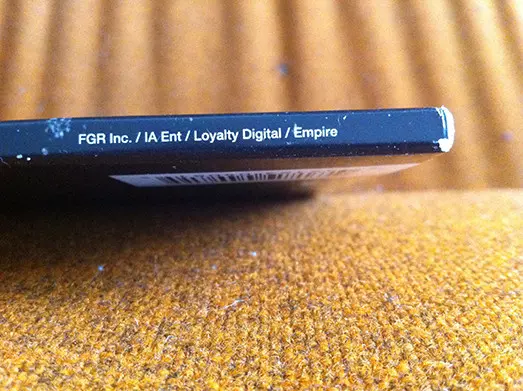 FGR Inc. / IA Ent / Loyalty Digital / Empire